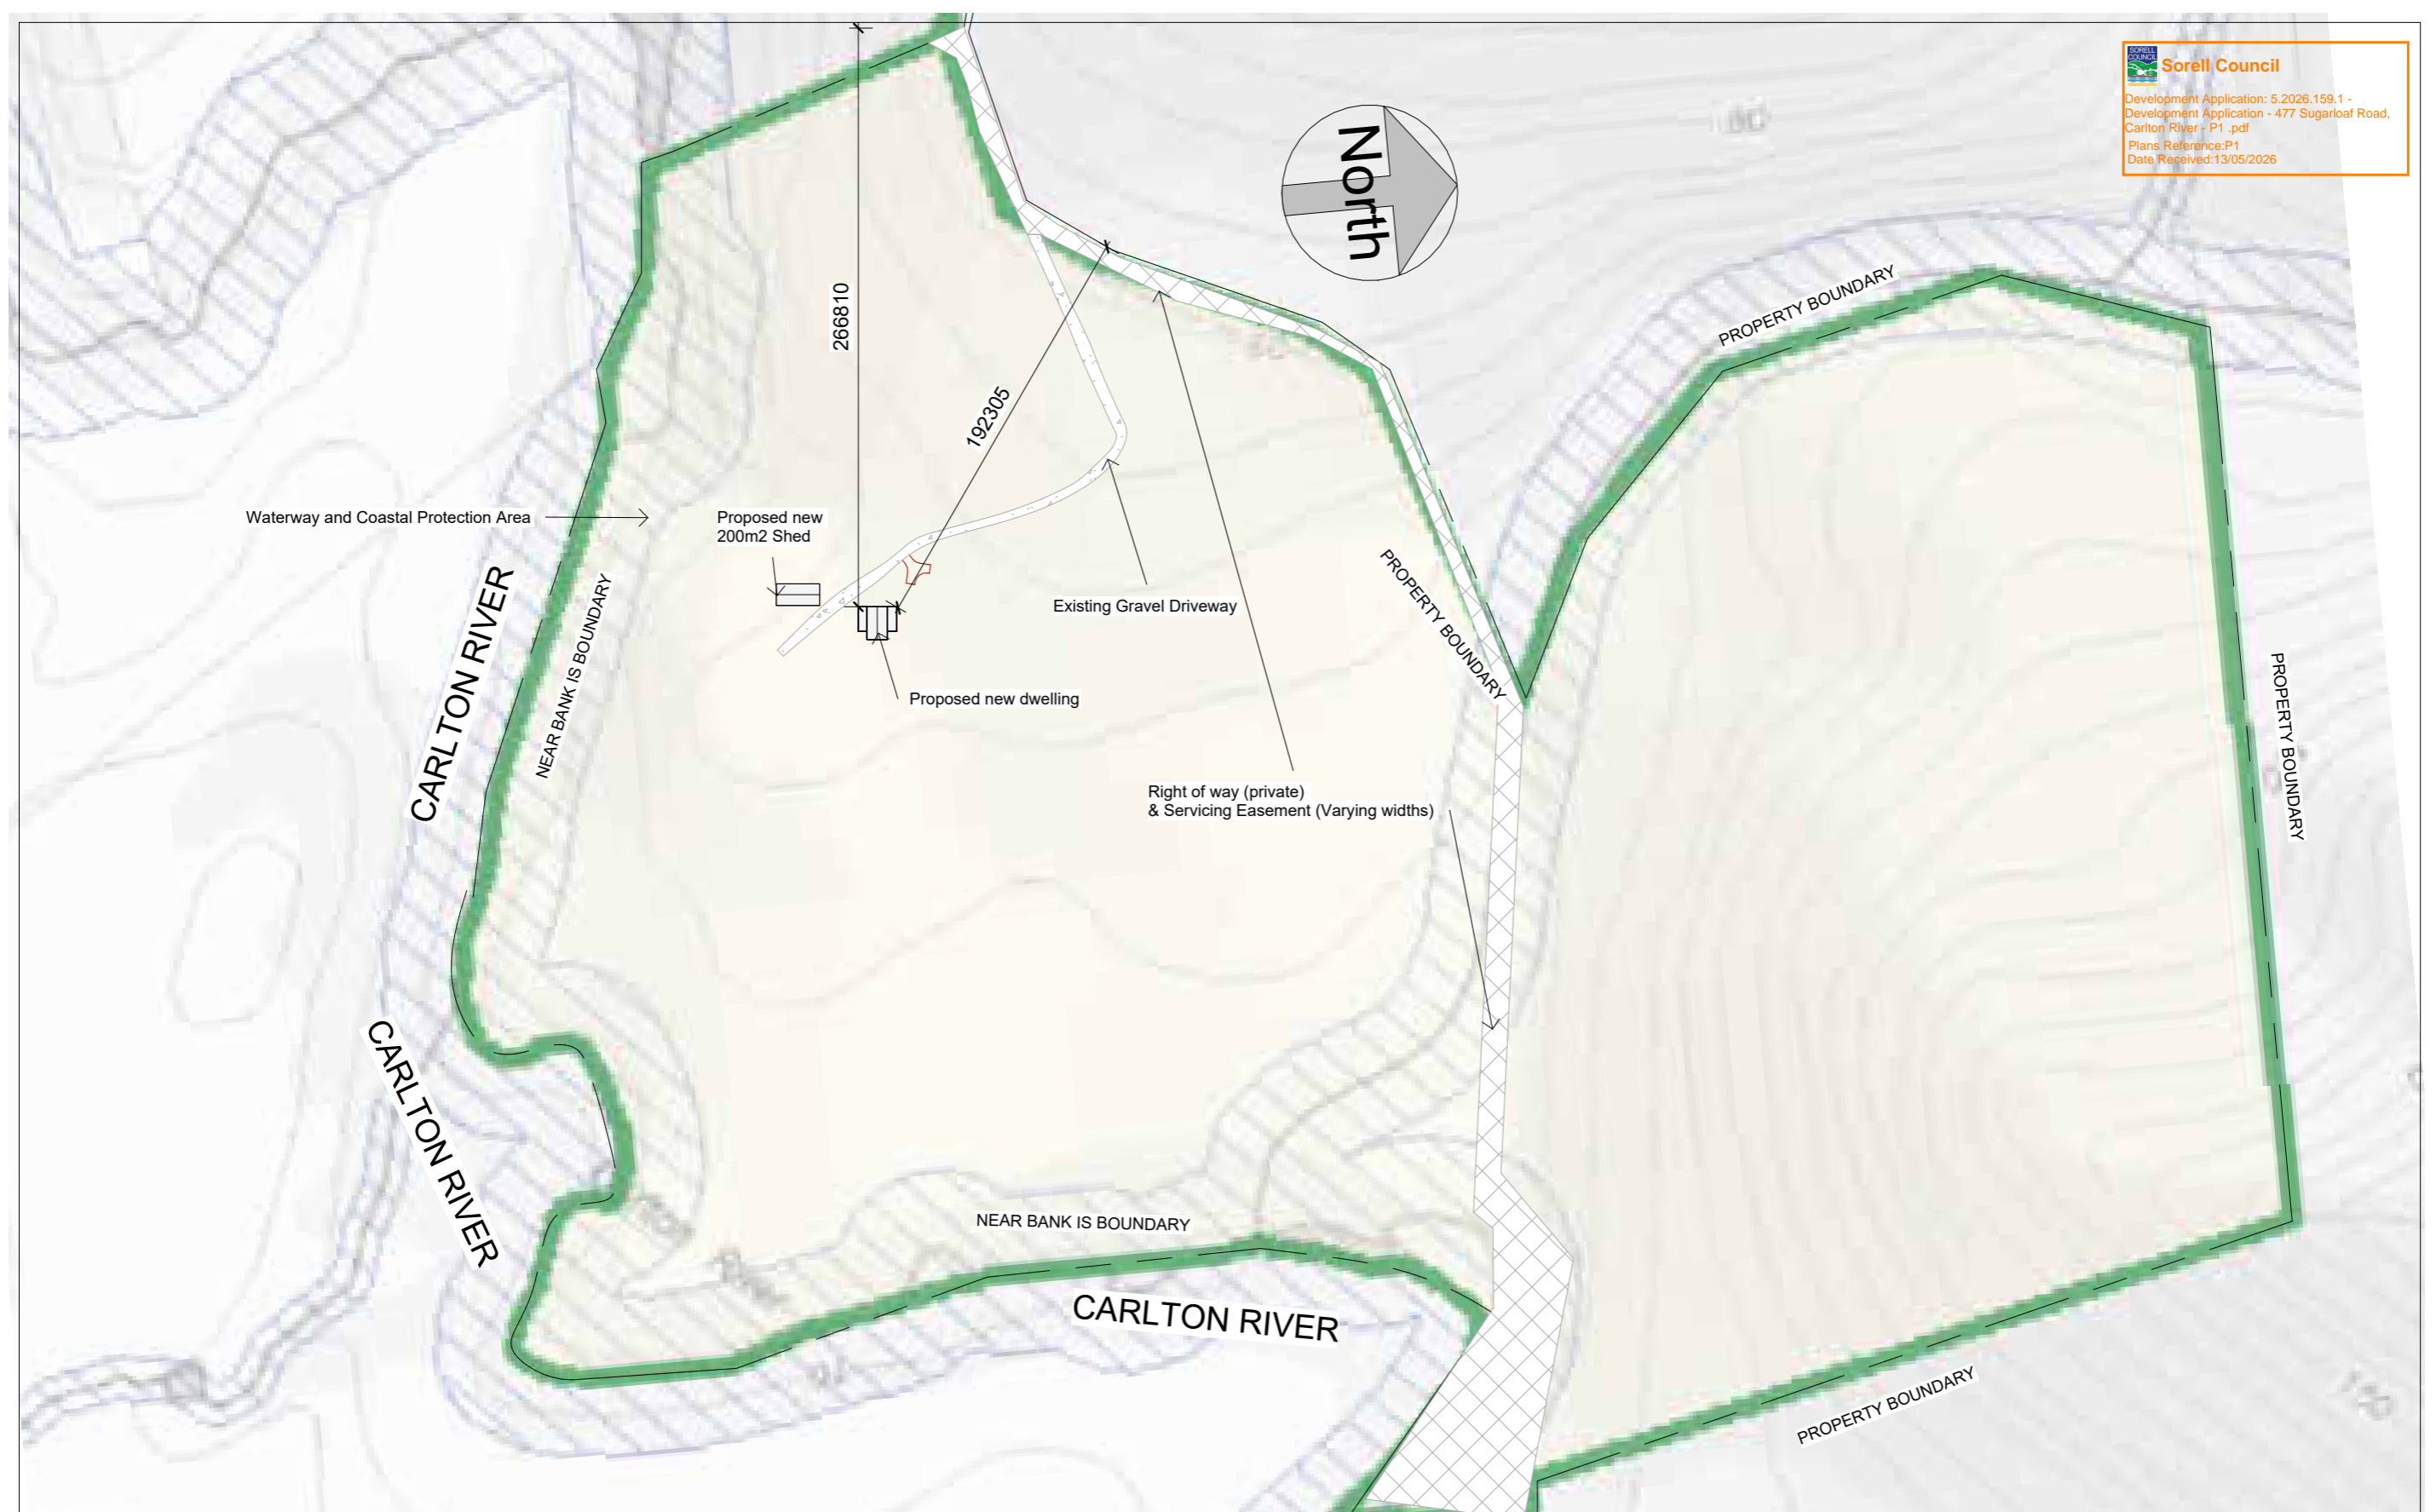 SORELL
COUNCIL
Sorell Council
Development Application: 5.2026.159.1 -
Development Application - 477 Sugarloaf Road,
Carlton River - P1 .pdf
Plans Reference:P1
Date Received:13/05/2026
North
266810
192305
PROPERTY BOUNDARY
Waterway and Coastal Protection Area
Proposed new
200m2 Shed
CARLTON RIVER
NEAR BANK IS BOUNDARY
Existing Gravel Driveway
PROPERTY BOUNDARY
Proposed new dwelling
PROPERTY BOUNDARY
Right of way (private)
& Servicing Easement (Varying widths)
CARLTON RIVER
NEAR BANK IS BOUNDARY
CARLTON RIVER
PROPERTY BOUNDARY